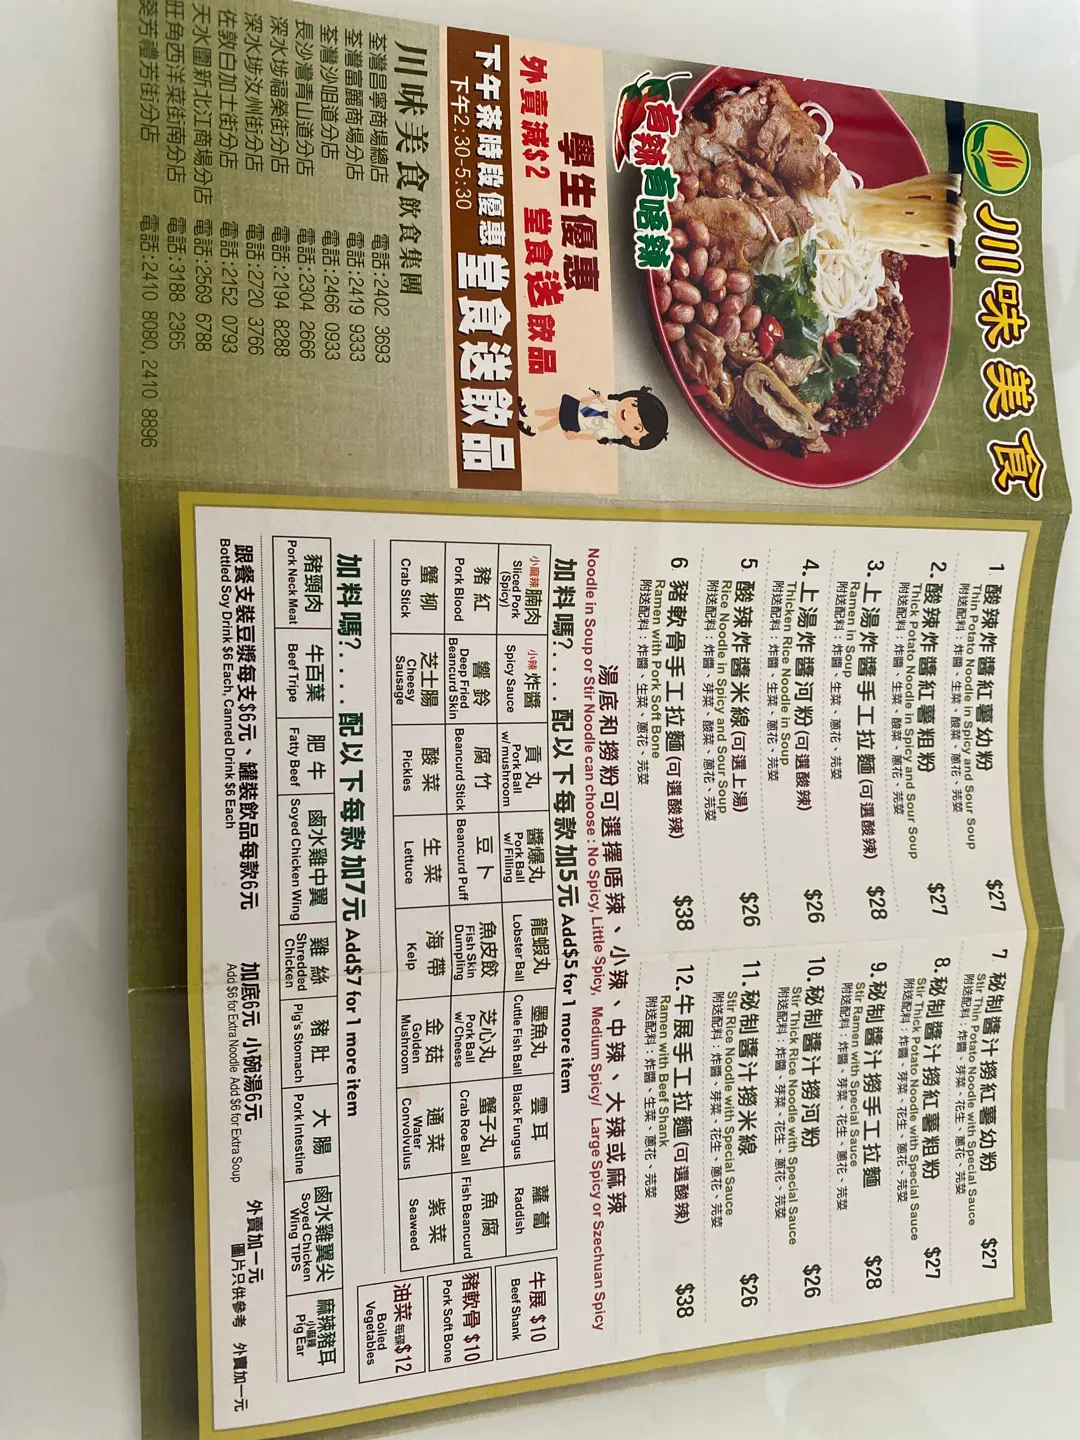 川味美食
有辣有唔辣
學生優惠
外賣減$2 堂食送飲品
下午茶時段優惠
下午2:30-5:30
堂食送飲品
川味美食飲食集團
荃灣昌寧商場總店 電話:2402 3693
荃灣富麗商場分店 電話:2419 9333
荃灣沙咀道分店 電話:2466 0933
長沙灣青山道分店 電話:2304 2666
深水埗福榮街分店 電話:2194 8288
深水埗汝州街分店 電話:2720 3766
佐敦白加士街分店 電話:2152 0793
天水圍新北江商場分店 電話:2569 6788
旺角西洋菜街南分店 電話:3188 2365
葵芳禮芳街分店 電話:2410 8080, 2410 8896
1 酸辣炸醬紅薯幼粉 $27
Thin Potato Noodle in Spicy and Sour Soup
附送配料：炸醬、生菜、酸菜、蔥花、芫荽
2. 酸辣炸醬紅薯粗粉 $27
Thick Potato Noodle in Spicy and Sour Soup
附送配料：炸醬、生菜、酸菜、蔥花、芫荽
3. 上湯炸醬手工拉麵(可選酸辣) $28
Ramen in Soup
附送配料：炸醬、生菜、蔥花、芫荽
4. 上湯炸醬河粉(可選酸辣) $26
Thicken Rice Noodle in Soup
附送配料：炸醬、生菜、蔥花、芫荽
5 酸辣炸醬米線(可選上湯) $26
Rice Noodle in Spicy and Sour Soup
附送配料：炸醬、芽菜、酸菜、蔥花、芫荽
6 豬軟骨手工拉麵(可選酸辣) $38
Ramen with Pork Soft Bone
附送配料：炸醬、生菜、蔥花、芫荽
7 秘制醬汁撈紅薯幼粉 $27
Stir Thin Potato Noodle with Special Sauce
附送配料：炸醬、芽菜、花生、蔥花、芫荽
8. 秘制醬汁撈紅薯粗粉 $27
Stir Thick Potato Noodle with Special Sauce
附送配料：炸醬、芽菜、花生、蔥花、芫荽
9. 秘制醬汁撈手工拉麵 $28
Stir Ramen with Special Sauce
附送配料：炸醬、芽菜、花生、蔥花、芫荽
10. 秘制醬汁撈河粉 $26
Stir Thick Rice Noodle with Special Sauce
附送配料：炸醬、芽菜、花生、蔥花、芫荽
11. 秘制醬汁撈米線 $26
Stir Rice Noodle with Special Sauce
附送配料：炸醬、芽菜、花生、蔥花、芫荽
12. 牛展手工拉麵(可選酸辣) $38
Ramen with Beef Shank
附送配料：炸醬、生菜、蔥花、芫荽
湯底和撈粉可選擇唔辣、小辣、中辣、大辣或麻辣
Noodle in Soup or Stir Noodle can choose : No Spicy, Little Spicy, Medium Spicy/ Large Spicy or Szechuan Spicy
加料嗎?....配以下每款加5元 Add$5 for 1 more item
小麻辣 腩肉
Sliced Pork
(Spicy)
小辣 炸醬
Spicy Sauce
貢丸
Pork Ball
w/mushroom
醬爆丸
Pork Ball
w/ Filling
龍蝦丸
Lobster Ball
墨魚丸
Cuttle Fish Ball
雲耳
Black Fungus
蘿蔔
Raddish
豬紅
Pork Blood
響鈴
Deep Fried
Beancurd Skin
腐竹
Beancurd Stick
豆卜
Beancourd Puff
魚皮餃
Fish Skin
Dumpling
芝心丸
Pork Ball
w/Cheese
蟹子丸
Crab Roe Ball
魚腐
Fish Beancurd
蟹柳
Crab Stick
芝士腸
Cheesy
Sausage
酸菜
Pickles
生菜
Lettuce
海帶
Kelp
金菇
Golden
Mushroom
通菜
Water
Convolvulus
紫菜
Seaweed
牛展 $10
Beef Shank
豬軟骨 $10
Pork Soft Bone
油菜 每碟$12
Boiled
Vegetables
加料嗎?....配以下每款加7元 Add$7 for 1 more item
豬頸肉
Pork Neck Meat
牛百葉
Beef Tripe
肥牛
Fatty Beef
鹵水雞中翼
Soyed Chicken Wing
雞絲
Shredded
Chicken
豬肚
Pig's Stomach
大腸
Pork Intestine
鹵水雞翼尖
Soyed Chicken
Wing TIPS
麻辣豬耳
小麻辣
Pig Ear
跟餐支裝豆漿每支$6元、罐裝飲品每款6元 加底6元 小碗湯6元 外賣加一元
Bottled Soy Drink $6 Each, Canned Drink $6 Each Add $6 for Extra Noodle Add $6 for Extra Soup 圖片只供參考 外賣加一元